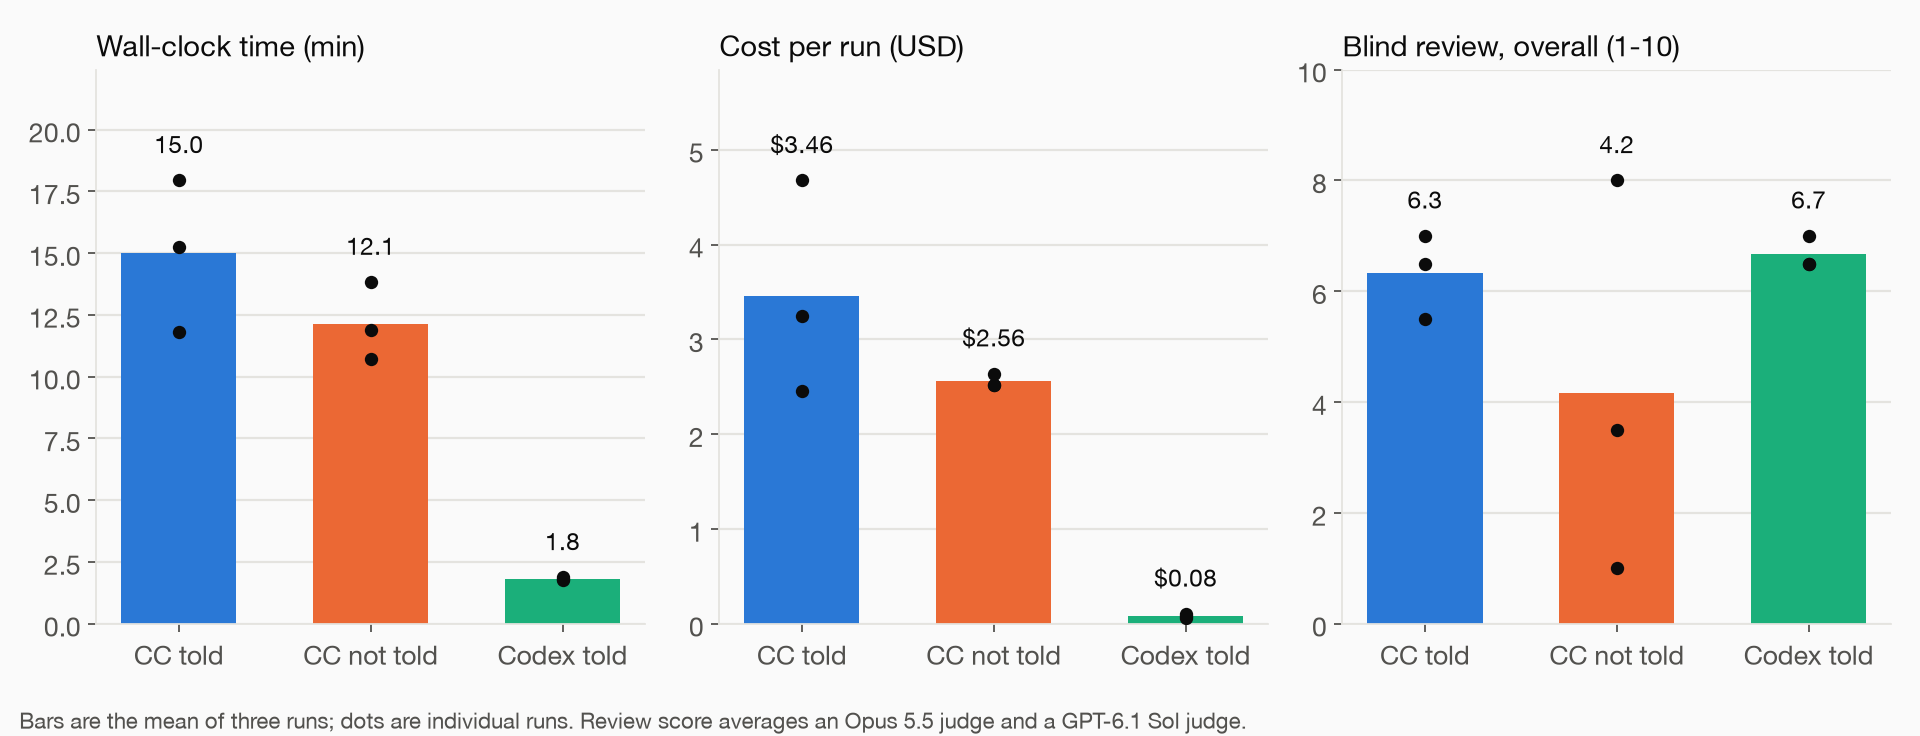 Wall-clock time (min)
20.0
17.5
15.0
12.5
10.0
7.5
5.0
2.5
0.0
15.0
12.1
1.8
CC told
CC not told
Codex told
Cost per run (USD)
5
4
3
2
1
0
$3.46
$2.56
$0.08
CC told
CC not told
Codex told
Blind review, overall (1-10)
10
8
6
4
2
0
6.3
4.2
6.7
CC told
CC not told
Codex told
Bars are the mean of three runs; dots are individual runs. Review score averages an Opus 5.5 judge and a GPT-6.1 Sol judge.